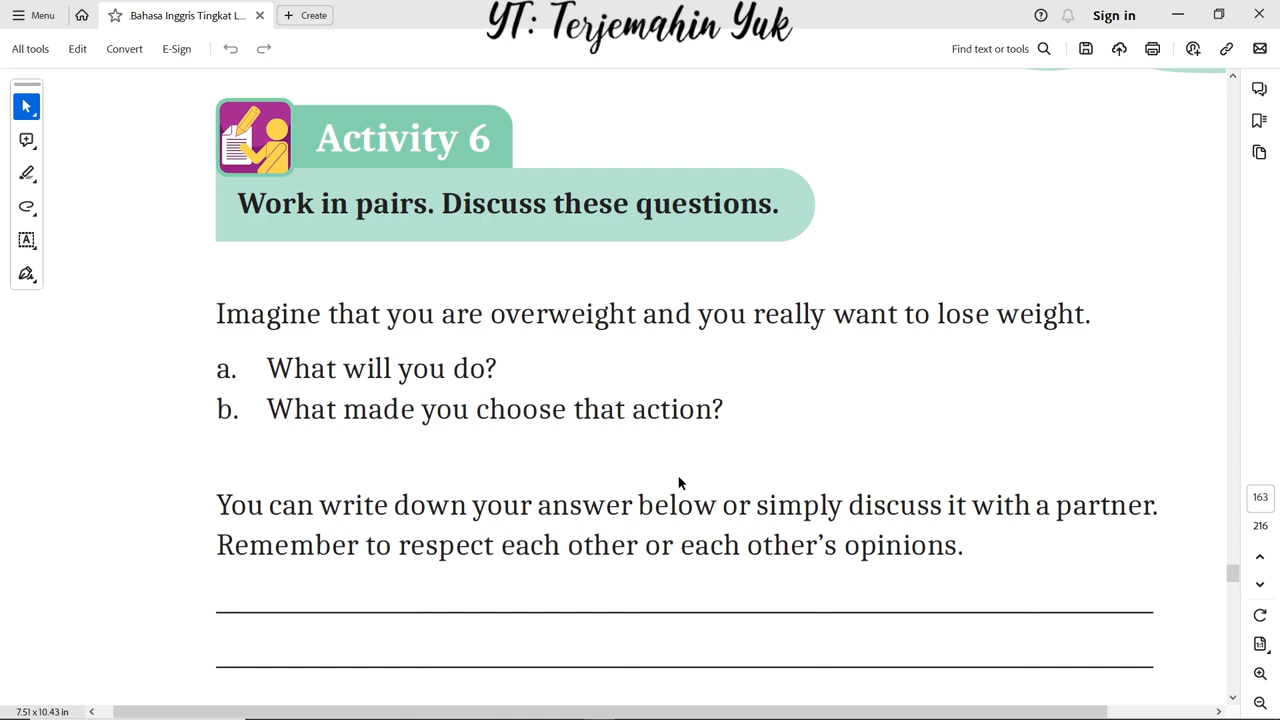 YT: Terjemahin Yuk
Menu
.Bahasa Inggris Tingkat L...
Create
Sign in
All tools Edit Convert E-Sign
Find text or tools
Activity 6
Work in pairs. Discuss these questions.
Imagine that you are overweight and you really want to lose weight.
a. What will you do?
b. What made you choose that action?
You can write down your answer below or simply discuss it with a partner.
Remember to respect each other or each other's opinions.
163
216
7.51 x 10.43 in